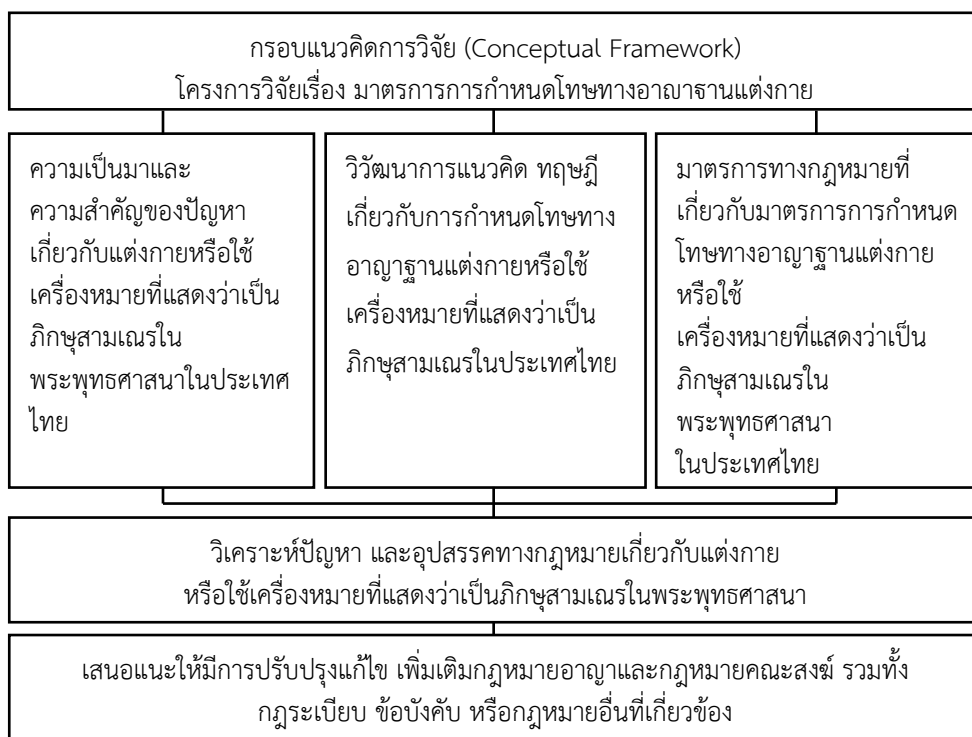 กรอบแนวคิดการวิจัย (Conceptual Framework)
โครงการวิจัยเรื่อง มาตรการการกำหนดโทษทางอาญาฐานแต่งกาย
ความเป็นมาและ
ความสำคัญของปัญหา
เกี่ยวกับแต่งกายหรือใช้
เครื่องหมายที่แสดงว่าเป็น
ภิกษุสามเณรใน
พระพุทธศาสนาในประเทศ
ไทย
วิวัฒนาการแนวคิด ทฤษฎี
เกี่ยวกับการกำหนดโทษทาง
อาญาฐานแต่งกายหรือใช้
เครื่องหมายที่แสดงว่าเป็น
ภิกษุสามเณรในประเทศไทย
มาตรการทางกฎหมายที่
เกี่ยวกับมาตรการการกำหนด
โทษทางอาญาฐานแต่งกาย
หรือใช้
เครื่องหมายที่แสดงว่าเป็น
ภิกษุสามเณรใน
พระพุทธศาสนา
ในประเทศไทย
วิเคราะห์ปัญหา และอุปสรรคทางกฎหมายเกี่ยวกับแต่งกาย
หรือใช้เครื่องหมายที่แสดงว่าเป็นภิกษุสามเณรในพระพุทธศาสนา
เสนอแนะให้มีการปรับปรุงแก้ไข เพิ่มเติมกฎหมายอาญาและกฎหมายคณะสงฆ์ รวมทั้ง
กฎระเบียบ ข้อบังคับ หรือกฎหมายอื่นที่เกี่ยวข้อง